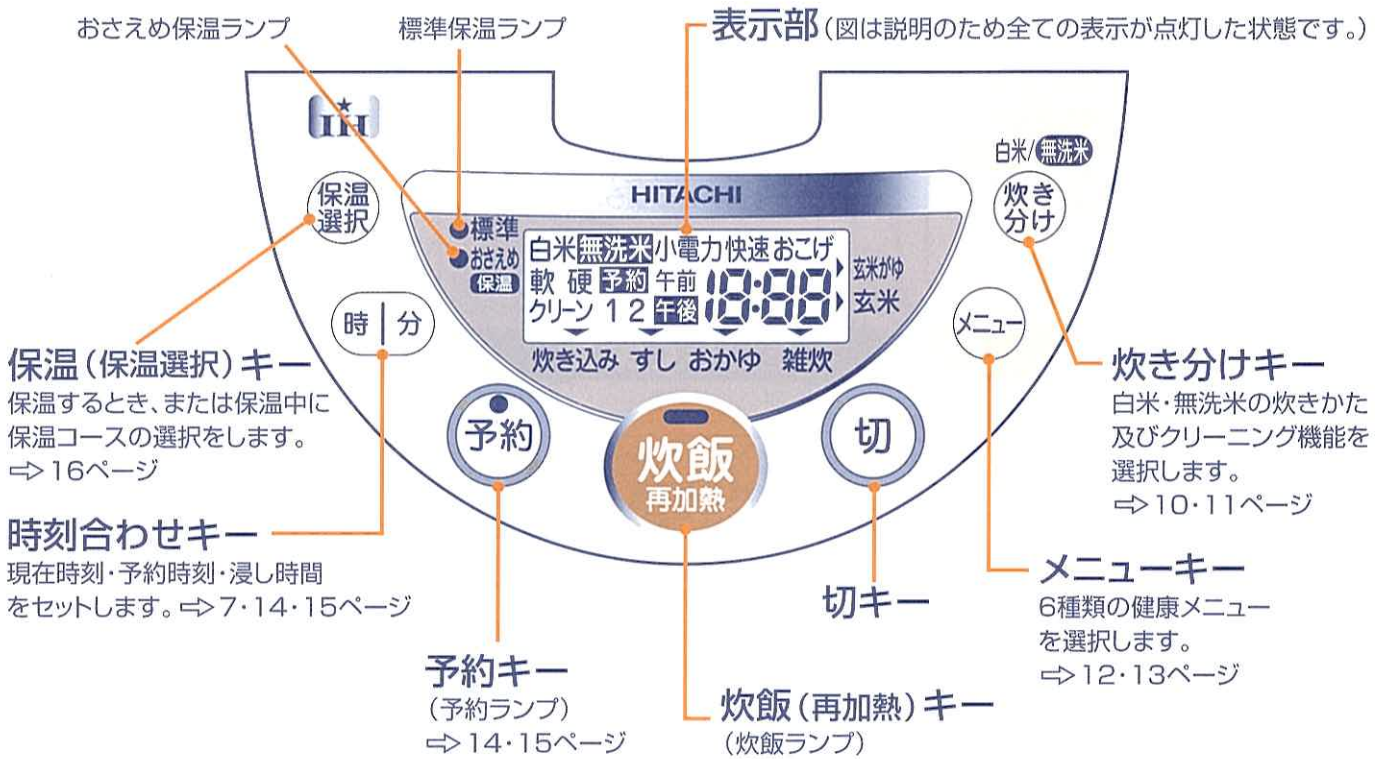 おさえめ保温ランプ
標準保温ランプ
表示部(図は説明のため全ての表示が点灯した状態です。)
IH
白米/無洗米
保温
選択
炊き
分け
HITACHI
標準
おさえめ
保温
白米 無洗米 小電力 快速 おこげ
軟 硬 予約 午前
クリーン 1 2 午後 18:88
玄米がゆ
玄米
炊き込み すし おかゆ 雑炊
時 分
メニュー
予約
炊飯
再加熱
切
保温(保温選択)キー
保温するとき、または保温中に
保温コースの選択をします。
⇨16ページ
時刻合わせキー
現在時刻・予約時刻・浸し時間
をセットします。⇨7・14・15ページ
炊き分けキー
白米・無洗米の炊きかた
及びクリーニング機能を
選択します。
⇨10・11ページ
メニューキー
6種類の健康メニュー
を選択します。
⇨12・13ページ
切キー
予約キー
(予約ランプ)
⇨14・15ページ
炊飯(再加熱)キー
(炊飯ランプ)